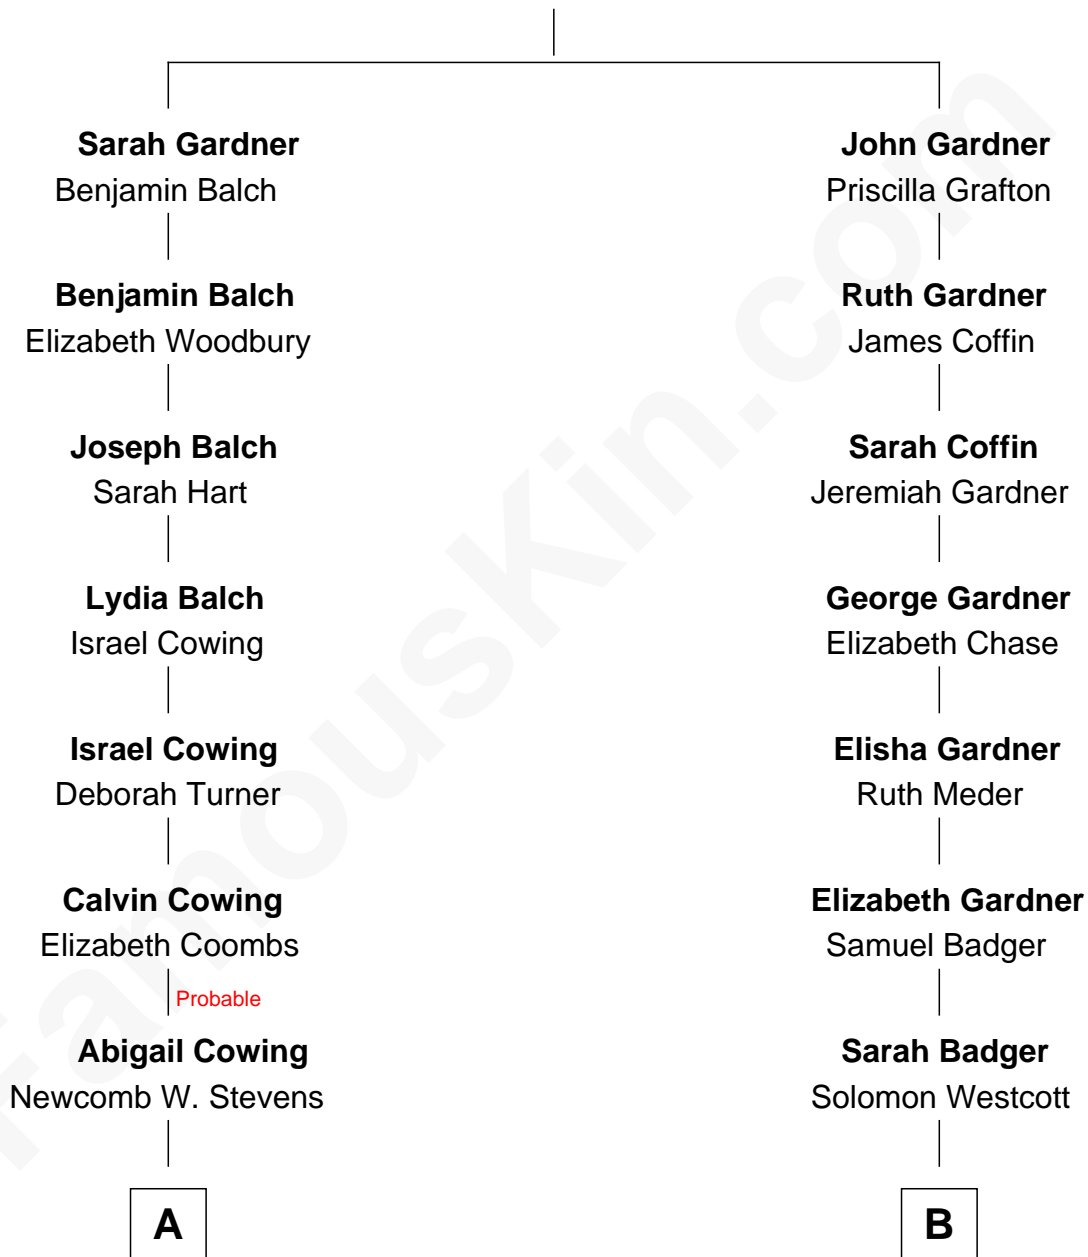 Sarah Gardner
Benjamin Balch
Benjamin Balch
Elizabeth Woodbury
Joseph Balch
Sarah Hart
Lydia Balch
Israel Cowing
Israel Cowing
Deborah Turner
Calvin Cowing
Elizabeth Coombs
Probable
Abigail Cowing
Newcomb W. Stevens
A
John Gardner
Priscilla Grafton
Ruth Gardner
James Coffin
Sarah Coffin
Jeremiah Gardner
George Gardner
Elizabeth Chase
Elisha Gardner
Ruth Meder
Elizabeth Gardner
Samuel Badger
Sarah Badger
Solomon Westcott
B
FamousKin.com